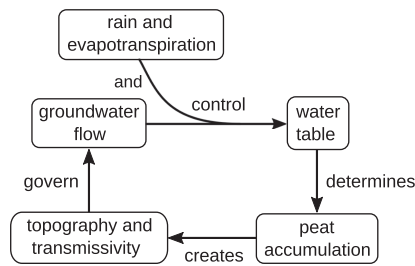 rain and
evapotranspiration
and
control
groundwater
flow
water
table
govern
determines
topography and
transmissivity
creates
peat
accumulation